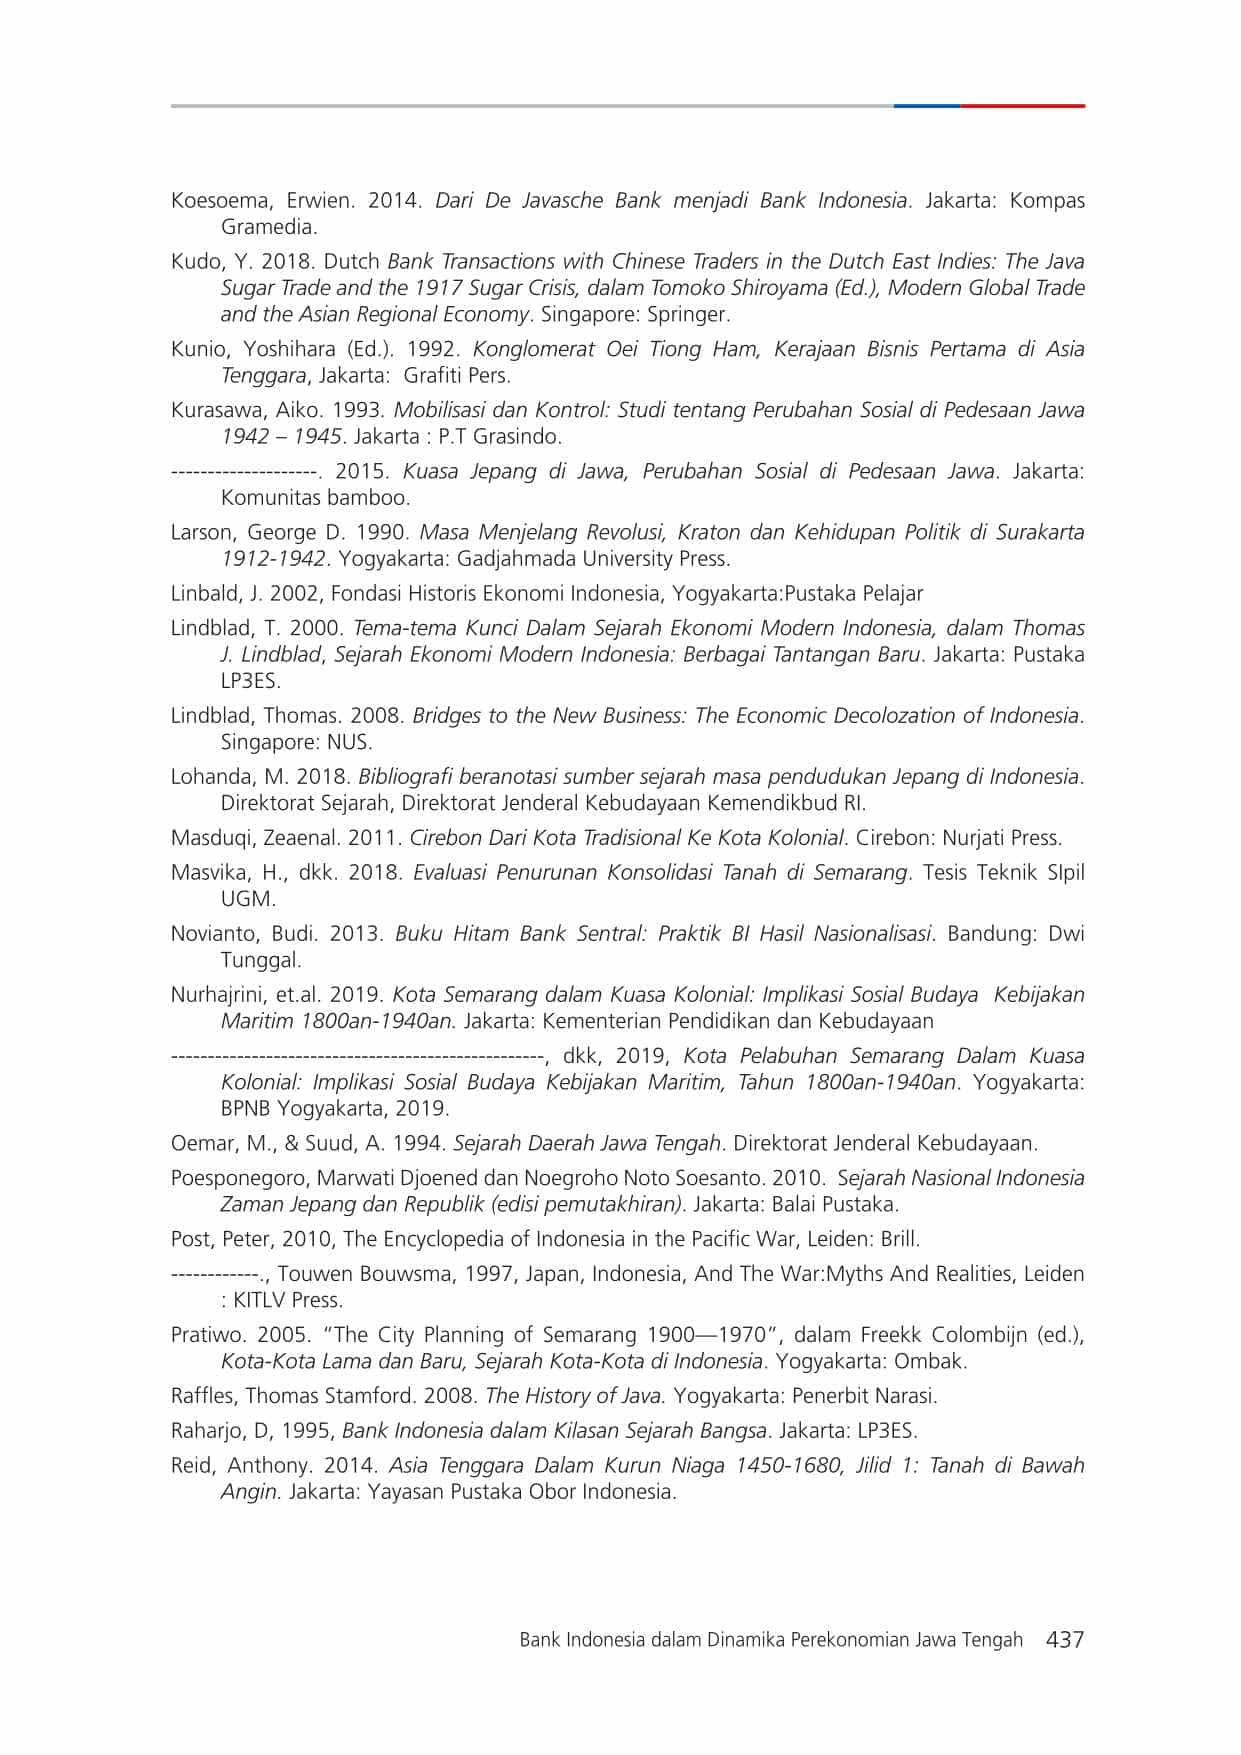 Koesoema, Erwien. 2014. Dari De Javasche Bank menjadi Bank Indonesia. Jakarta: Kompas
Gramedia.
Kudo, Y. 2018. Dutch Bank Transactions with Chinese Traders in the Dutch East Indies: The Java
Sugar Trade and the 1917 Sugar Crisis, dalam Tomoko Shiroyama (Ed.), Modern Global Trade
and the Asian Regional Economy. Singapore: Springer.
Kunio, Yoshihara (Ed.). 1992. Konglomerat Oei Tiong Ham, Kerajaan Bisnis Pertama di Asia
Tenggara, Jakarta:  Grafiti Pers.
Kurasawa, Aiko. 1993. Mobilisasi dan Kontrol: Studi tentang Perubahan Sosial di Pedesaan Jawa
1942 – 1945. Jakarta : P.T Grasindo.
--------------------. 2015. Kuasa Jepang di Jawa, Perubahan Sosial di Pedesaan Jawa. Jakarta:
Komunitas bamboo.
Larson, George D. 1990. Masa Menjelang Revolusi, Kraton dan Kehidupan Politik di Surakarta
1912-1942. Yogyakarta: Gadjahmada University Press.
Linbald, J. 2002, Fondasi Historis Ekonomi Indonesia, Yogyakarta:Pustaka Pelajar
Lindblad, T. 2000. Tema-tema Kunci Dalam Sejarah Ekonomi Modern Indonesia, dalam Thomas
J. Lindblad, Sejarah Ekonomi Modern Indonesia: Berbagai Tantangan Baru. Jakarta: Pustaka
LP3ES.
Lindblad, Thomas. 2008. Bridges to the New Business: The Economic Decolozation of Indonesia.
Singapore: NUS.
Lohanda, M. 2018. Bibliografi beranotasi sumber sejarah masa pendudukan Jepang di Indonesia.
Direktorat Sejarah, Direktorat Jenderal Kebudayaan Kemendikbud RI.
Masduqi, Zeaenal. 2011. Cirebon Dari Kota Tradisional Ke Kota Kolonial. Cirebon: Nurjati Press.
Masvika, H., dkk. 2018. Evaluasi Penurunan Konsolidasi Tanah di Semarang. Tesis Teknik SIpil
UGM.
Novianto, Budi. 2013. Buku Hitam Bank Sentral: Praktik BI Hasil Nasionalisasi. Bandung: Dwi
Tunggal.
Nurhajrini, et.al. 2019. Kota Semarang dalam Kuasa Kolonial: Implikasi Sosial Budaya  Kebijakan
Maritim 1800an-1940an. Jakarta: Kementerian Pendidikan dan Kebudayaan
---------------------------------------------------, dkk, 2019, Kota Pelabuhan Semarang Dalam Kuasa
Kolonial: Implikasi Sosial Budaya Kebijakan Maritim, Tahun 1800an-1940an. Yogyakarta:
BPNB Yogyakarta, 2019.
Oemar, M., & Suud, A. 1994. Sejarah Daerah Jawa Tengah. Direktorat Jenderal Kebudayaan.
Poesponegoro, Marwati Djoened dan Noegroho Noto Soesanto. 2010.  Sejarah Nasional Indonesia
Zaman Jepang dan Republik (edisi pemutakhiran). Jakarta: Balai Pustaka.
Post, Peter, 2010, The Encyclopedia of Indonesia in the Pacific War, Leiden: Brill.
------------., Touwen Bouwsma, 1997, Japan, Indonesia, And The War:Myths And Realities, Leiden
: KITLV Press.
Pratiwo. 2005. “The City Planning of Semarang 1900—1970”, dalam Freekk Colombijn (ed.),
Kota-Kota Lama dan Baru, Sejarah Kota-Kota di Indonesia. Yogyakarta: Ombak.
Raffles, Thomas Stamford. 2008. The History of Java. Yogyakarta: Penerbit Narasi.
Raharjo, D, 1995, Bank Indonesia dalam Kilasan Sejarah Bangsa. Jakarta: LP3ES.
Reid, Anthony. 2014. Asia Tenggara Dalam Kurun Niaga 1450-1680, Jilid 1: Tanah di Bawah
Angin. Jakarta: Yayasan Pustaka Obor Indonesia.
Bank Indonesia dalam Dinamika Perekonomian Jawa Tengah 437